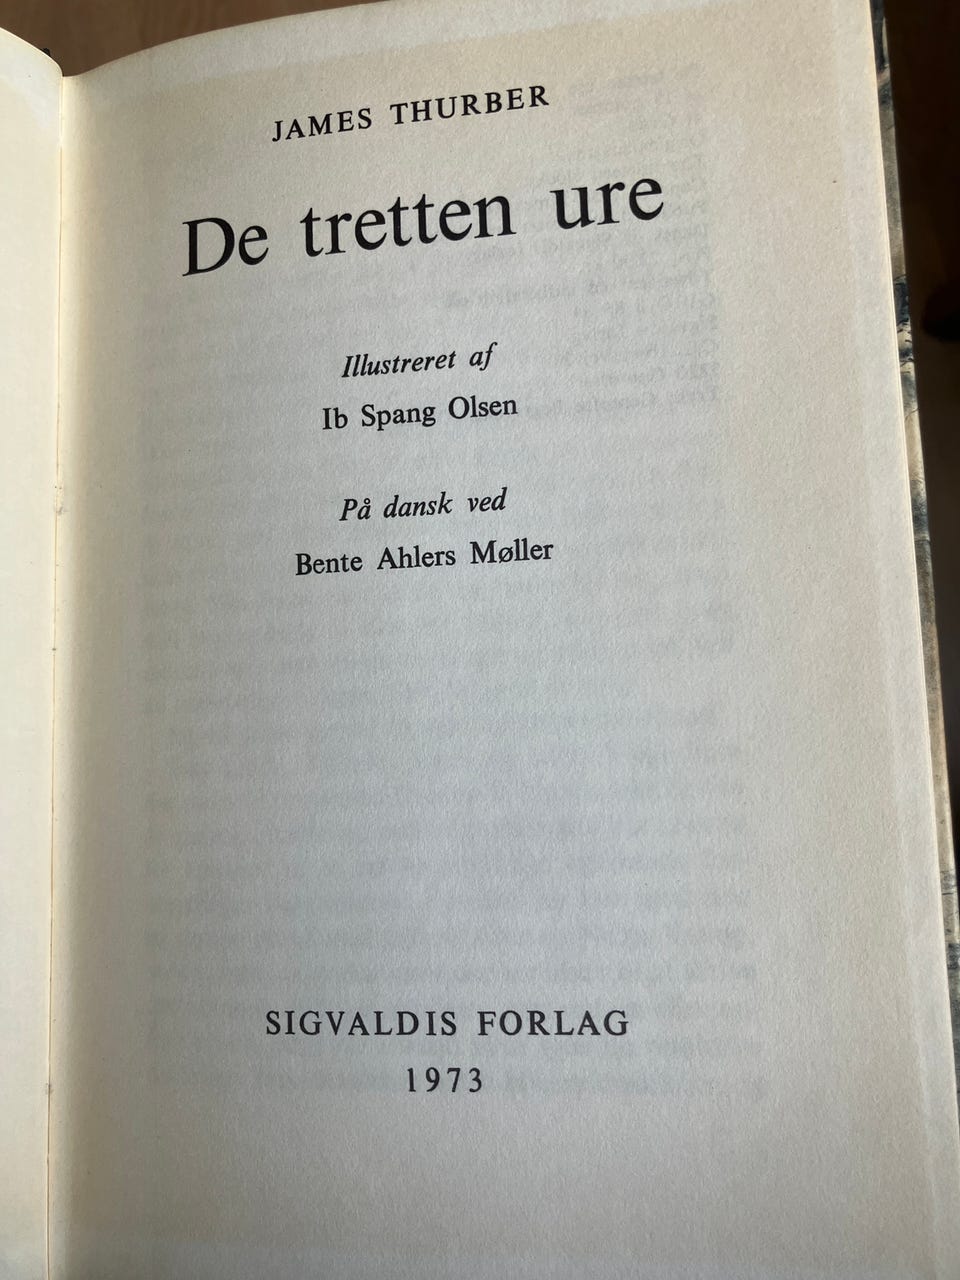 JAMES THURBER
De tretten ure
Illustreret af
Ib Spang Olsen
På dansk ved
Bente Ahlers Møller
SIGVALDIS FORLAG
1973